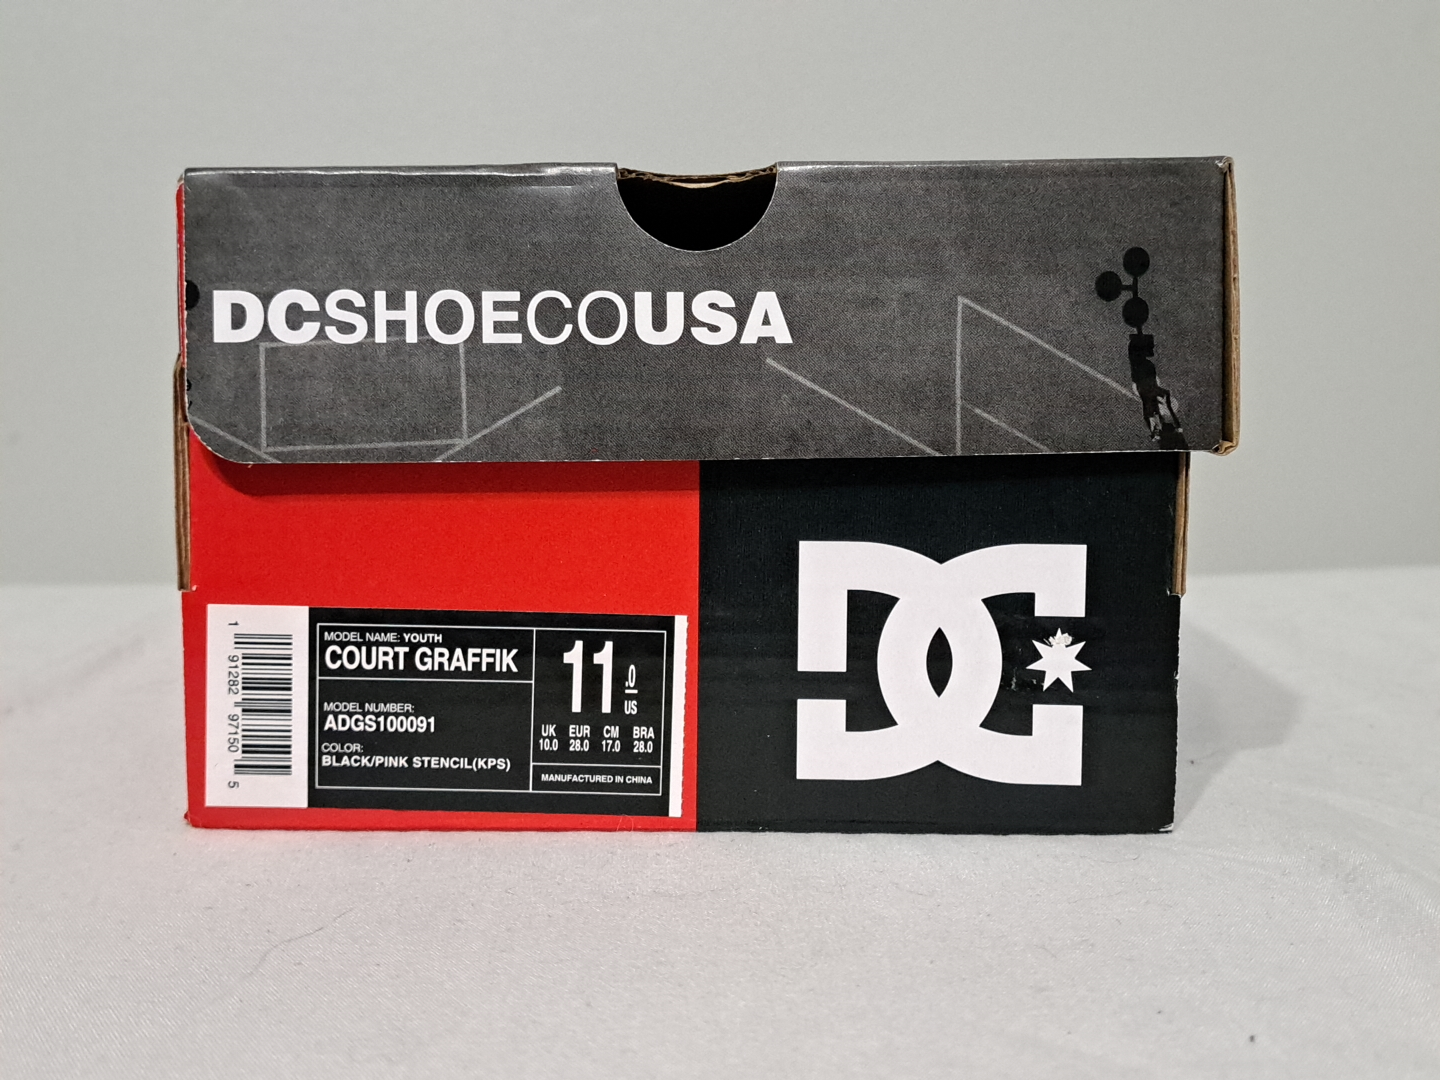 DCSHOECOUSA
1 91282 97150 5
MODEL NAME: YOUTH
COURT GRAFFIK
MODEL NUMBER:
ADGS100091
COLOR:
BLACK/PINK STENCIL(KPS)
11.0
US
UK EUR CM BRA
10.0 28.0 17.0 28.0
MANUFACTURED IN CHINA
DC